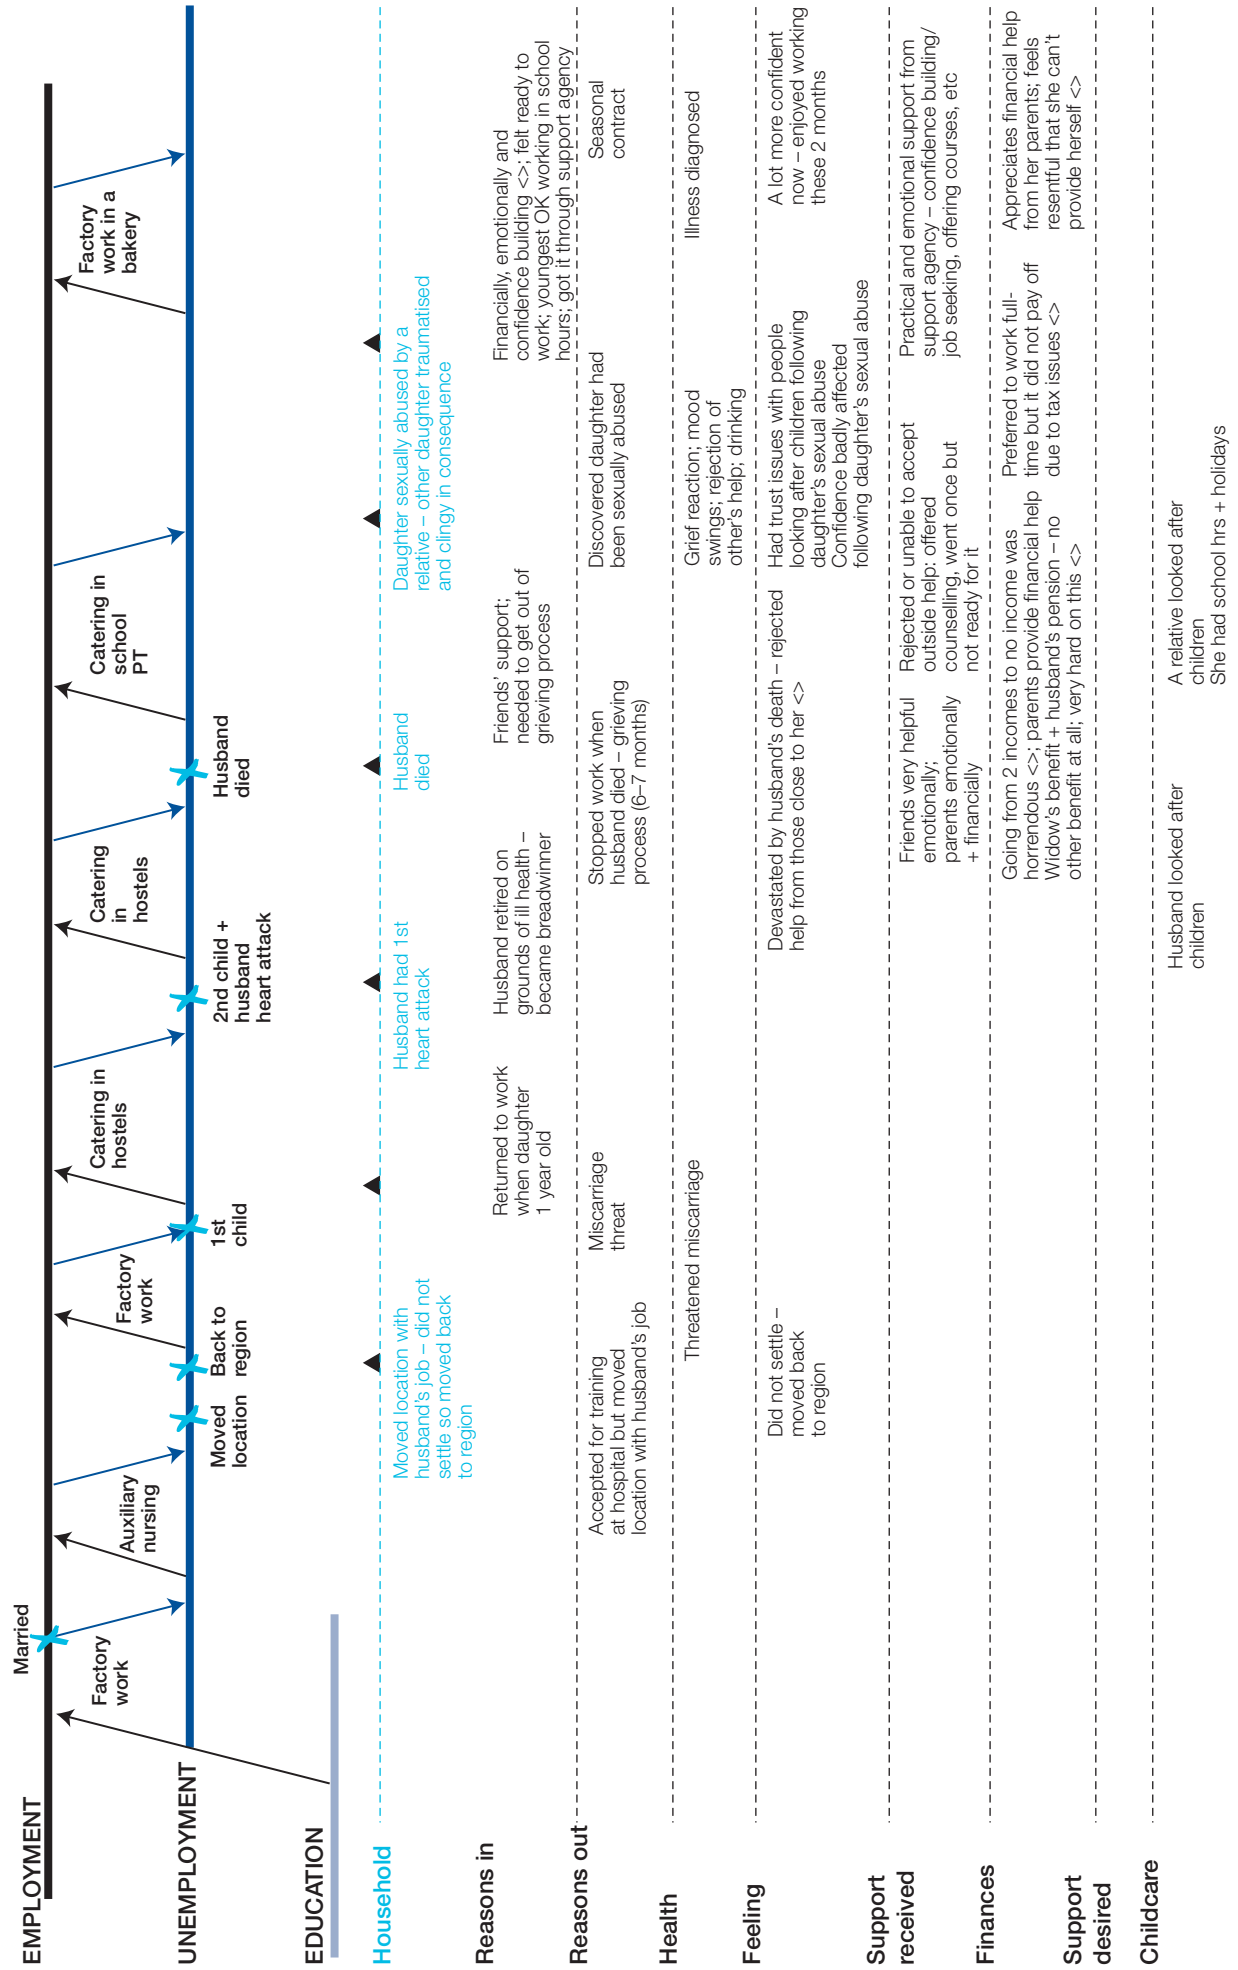 Married
EMPLOYMENT
Factory
work
Auxiliary
nursing
Factory
work
Catering in
hostels
Catering
in
hostels
Catering in
school
PT
Factory
work in a
bakery
UNEMPLOYMENT
Moved
location
Back to
region
1st
child
2nd child +
husband
heart attack
Husband
died
EDUCATION
Household
Moved location with
husband's job – did not
settle so moved back
to region
Husband had 1st
heart attack
Husband
died
Daughter sexually abused by a
relative – other daughter traumatised
and clingy in consequence
Reasons in
Returned to work
when daughter
1 year old
Husband retired on
grounds of ill health –
became breadwinner
Friends' support;
needed to get out of
grieving process
Financially, emotionally and
confidence building <>; felt ready to
work; youngest OK working in school
hours; got it through support agency
Reasons out
Accepted for training
at hospital but moved
location with husband's job
Miscarriage
threat
Stopped work when
husband died – grieving
process (6–7 months)
Discovered daughter had
been sexually abused
Seasonal
contract
Health
Threatened miscarriage
Grief reaction; mood
swings; rejection of
other's help; drinking
Illness diagnosed
Feeling
Did not settle –
moved back
to region
Devastated by husband's death – rejected
help from those close to her <>
Had trust issues with people
looking after children following
daughter's sexual abuse
Confidence badly affected
following daughter's sexual abuse
A lot more confident
now – enjoyed working
these 2 months
Support
received
Friends very helpful
emotionally;
parents emotionally
+ financially
Rejected or unable to accept
outside help: offered
counselling, went once but
not ready for it
Practical and emotional support from
support agency – confidence building/
job seeking, offering courses, etc
Finances
Going from 2 incomes to no income was
horrendous <>; parents provide financial help
Widow's benefit + husband's pension – no
other benefit at all; very hard on this <>
Preferred to work full-
time but it did not pay off
due to tax issues <>
Appreciates financial help
from her parents; feels
resentful that she can't
provide herself <>
Support
desired
Childcare
Husband looked after
children
A relative looked after
children
She had school hrs + holidays